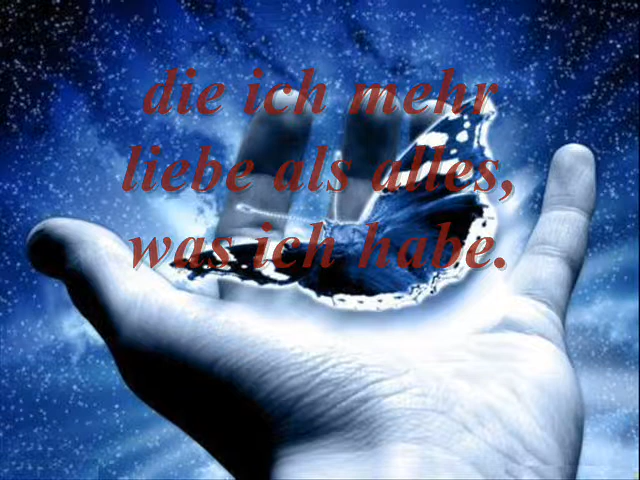 die ich mehr
liebe als alles,
was ich habe.